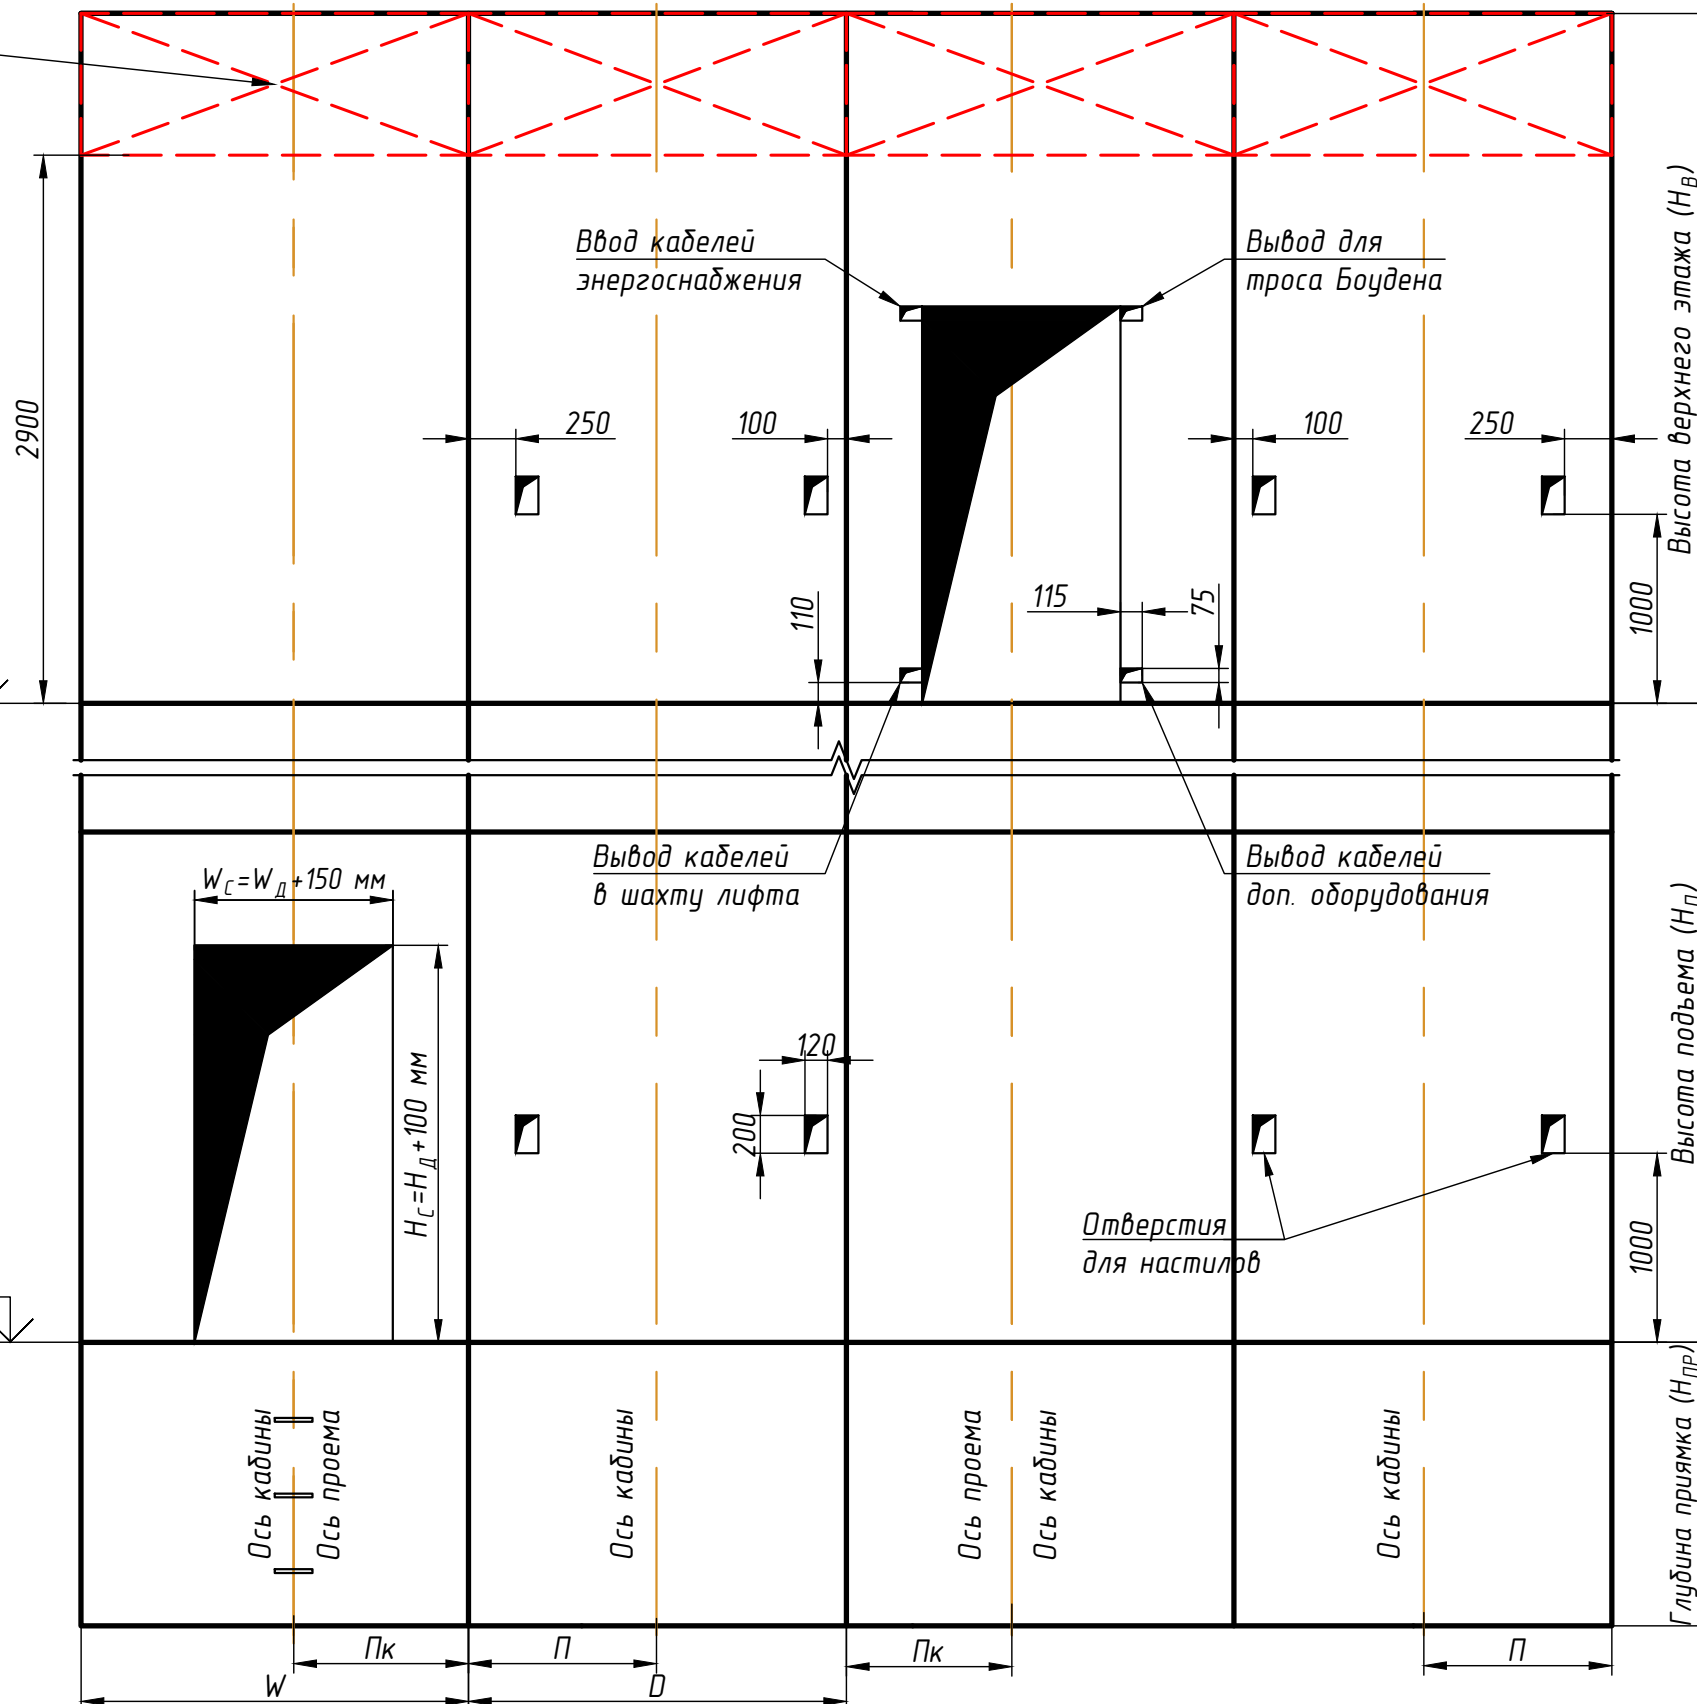 Ввод кабелей
энергоснабжения
Вывод для
троса Боудена
Высота верхнего этажа (HВ)
2900
250
100
100
250
110
115
75
1000
Вывод кабелей
в шахту лифта
Вывод кабелей
доп. оборудования
WС=WД+150 мм
HС=HД+100 мм
120
200
Высота подъема (HП)
Отверстия
для настилов
1000
Ось кабины
Ось проема
Ось кабины
Ось проема
Ось кабины
Ось кабины
Глубина приямка (HПР)
Пк
П
Пк
П
W
D